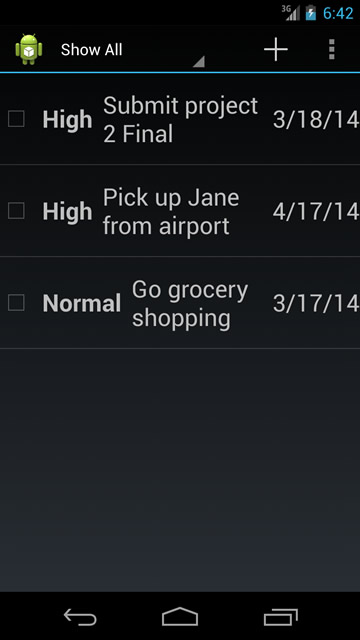 3G 6:42
Show All
High Submit project 3/18/14
2 Final
High Pick up Jane 4/17/14
from airport
Normal Go grocery 3/17/14
shopping